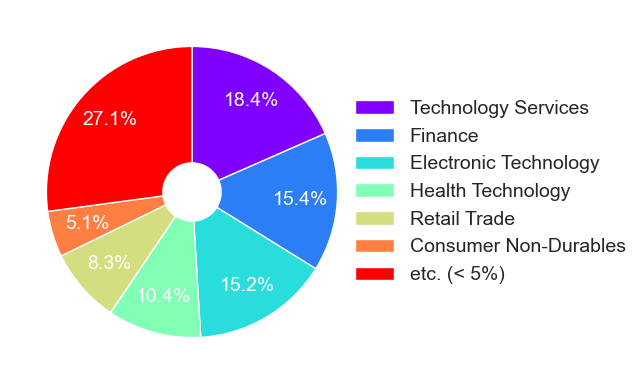 18.4%
27.1%
15.4%
5.1%
8.3%
15.2%
10.4%
Technology Services
Finance
Electronic Technology
Health Technology
Retail Trade
Consumer Non-Durables
etc. (< 5%)